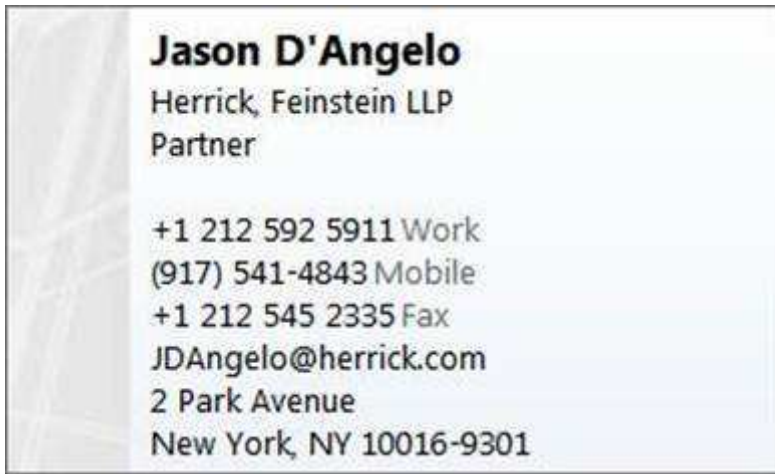 Jason D'Angelo
Herrick, Feinstein LLP
Partner
+1 212 592 5911 Work
(917) 541-4843 Mobile
+1 212 545 2335 Fax
JDAngelo@herrick.com
2 Park Avenue
New York, NY 10016-9301